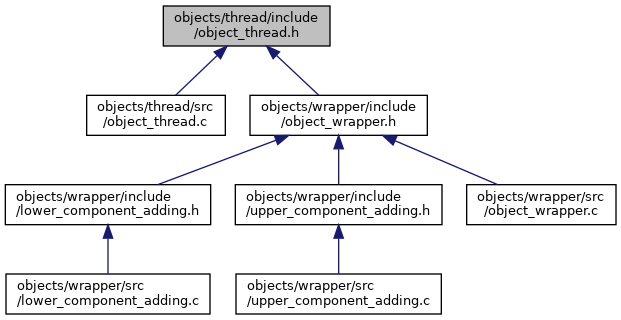 objects/thread/include
/object_thread.h
objects/thread/src
/object_thread.c
objects/wrapper/include
/object_wrapper.h
objects/wrapper/include
/lower_component_adding.h
objects/wrapper/include
/upper_component_adding.h
objects/wrapper/src
/object_wrapper.c
objects/wrapper/src
/lower_component_adding.c
objects/wrapper/src
/upper_component_adding.c